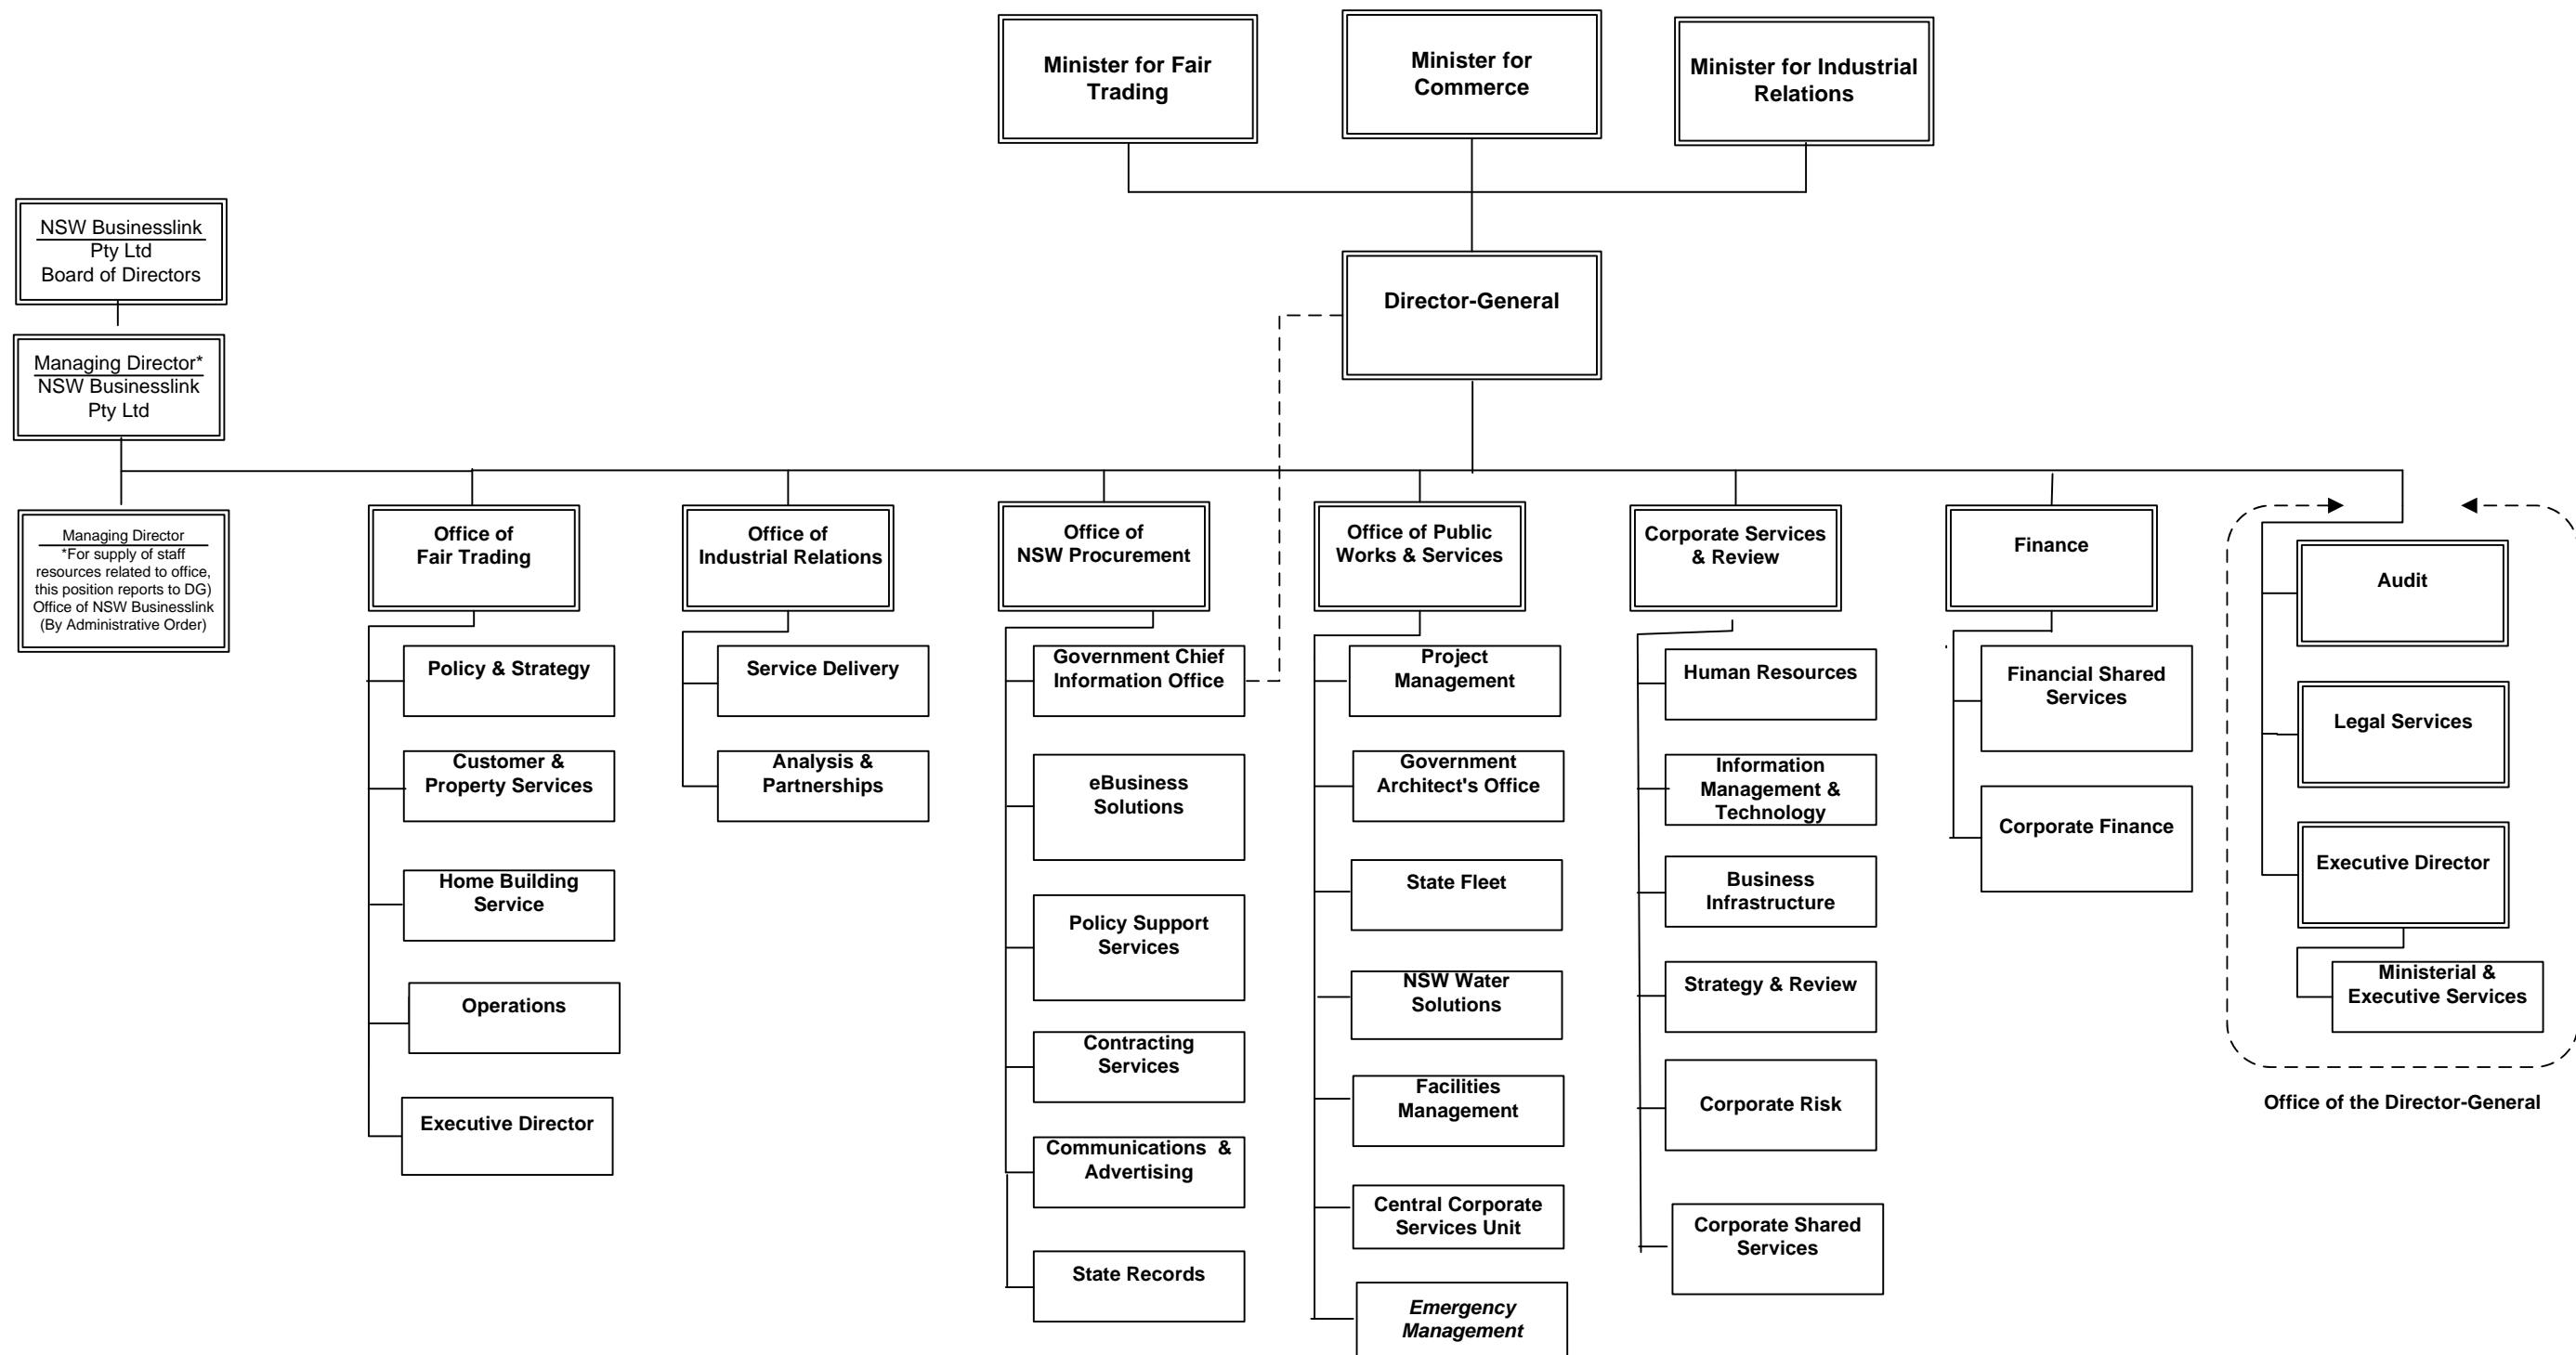 Minister for Fair
Trading
Minister for
Commerce
Minister for Industrial
Relations
NSW Businesslink
Pty Ltd
Board of Directors
Director-General
Managing Director*
NSW Businesslink
Pty Ltd
Managing Director
*For supply of staff
resources related to office,
this position reports to DG)
Office of NSW Businesslink
(By Administrative Order)
Office of
Fair Trading
Policy & Strategy
Customer &
Property Services
Home Building
Service
Operations
Executive Director
Office of
Industrial Relations
Service Delivery
Analysis &
Partnerships
Office of
NSW Procurement
Government Chief
Information Office
eBusiness
Solutions
Policy Support
Services
Contracting
Services
Communications  &
Advertising
State Records
Office of Public
Works & Services
Project
Management
Government
Architect's Office
State Fleet
NSW Water
Solutions
Facilities
Management
Central Corporate
Services Unit
Emergency
Management
Corporate Services
& Review
Human Resources
Information
Management &
Technology
Business
Infrastructure
Strategy & Review
Corporate Risk
Corporate Shared
Services
Finance
Financial Shared
Services
Corporate Finance
Audit
Legal Services
Executive Director
Ministerial &
Executive Services
Office of the Director-General